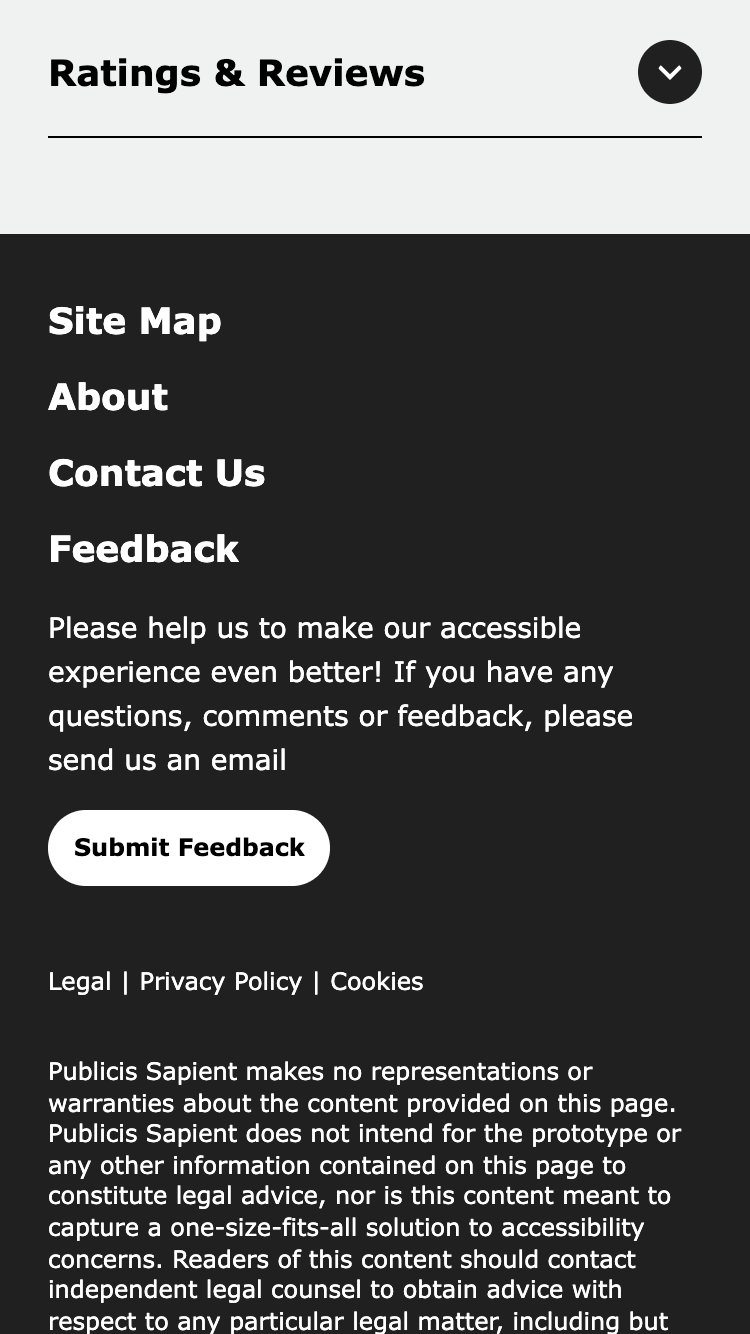 Ratings & Reviews
Site Map
About
Contact Us
Feedback
Please help us to make our accessible
experience even better! If you have any
questions, comments or feedback, please
send us an email
Submit Feedback
Legal | Privacy Policy | Cookies
Publicis Sapient makes no representations or
warranties about the content provided on this page.
Publicis Sapient does not intend for the prototype or
any other information contained on this page to
constitute legal advice, nor is this content meant to
capture a one-size-fits-all solution to accessibility
concerns. Readers of this content should contact
independent legal counsel to obtain advice with
respect to any particular legal matter, including but